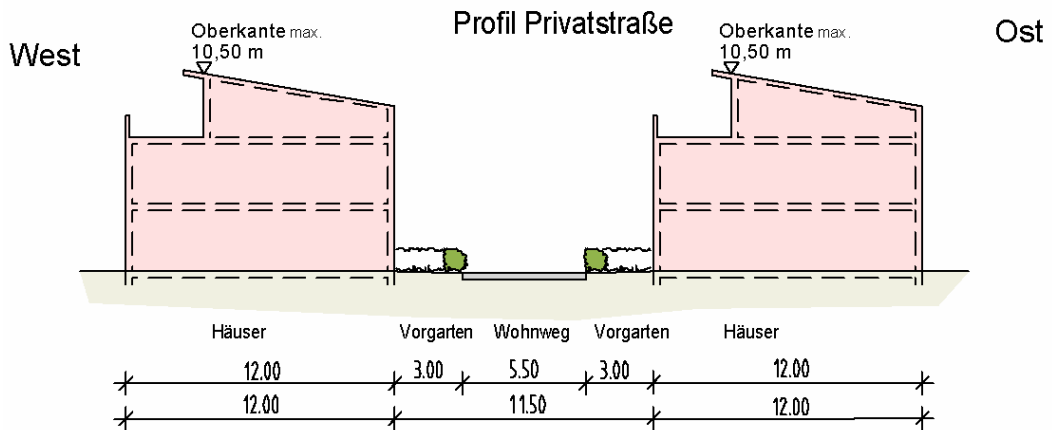 Profil Privatstraße
West
Ost
Oberkante max.
10,50 m
Oberkante max.
10,50 m
Häuser Vorgarten Wohnweg Vorgarten Häuser
12.00 3.00 5.50 3.00 12.00
12.00 11.50 12.00